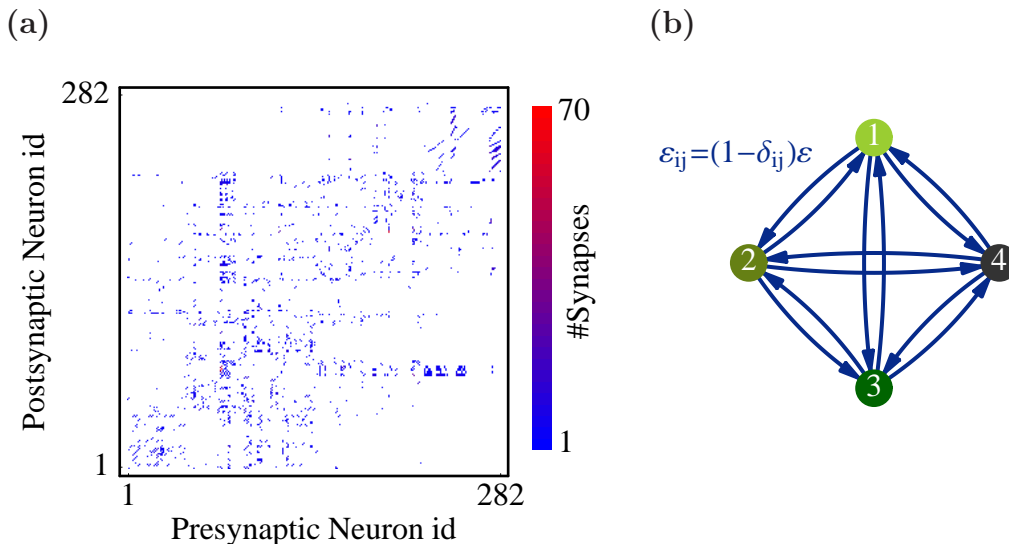 (a)
(b)
282
Postsynaptic Neuron id
1
1
282
Presynaptic Neuron id
70
#Synapses
1
εij=(1−δij)ε
1
2
4
3